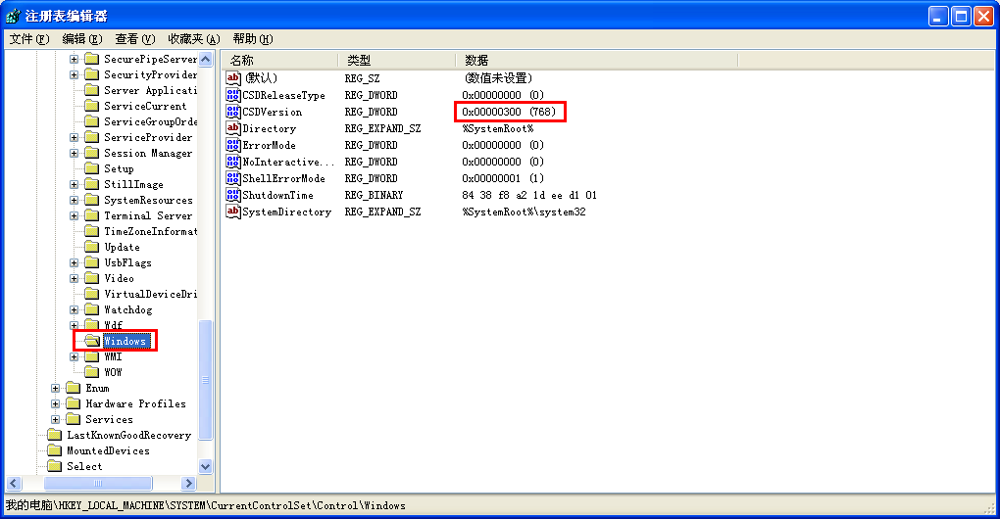 注册表编辑器
文件(F) 编辑(E) 查看(V) 收藏夹(A) 帮助(H)
SecurePipeServer
SecurityProvider
Server Applicati
ServiceCurrent
ServiceGroupOrde
ServiceProvider
Session Manager
Setup
StillImage
SystemResources
Terminal Server
TimeZoneInformat
Update
UsbFlags
Video
VirtualDeviceDri
Watchdog
Wdf
Windows
WMI
WOW
Enum
Hardware Profiles
Services
LastKnownGoodRecovery
MountedDevices
Select
名称 类型 数据
ab (默认) REG_SZ (数值未设置)
CSDReleaseType REG_DWORD 0x00000000 (0)
CSDVersion REG_DWORD 0x00000300 (768)
ab Directory REG_EXPAND_SZ %SystemRoot%
ErrorMode REG_DWORD 0x00000000 (0)
NoInteractive... REG_DWORD 0x00000000 (0)
ShellErrorMode REG_DWORD 0x00000001 (1)
ShutdownTime REG_BINARY 84 38 f8 a2 1d ee d1 01
ab SystemDirectory REG_EXPAND_SZ %SystemRoot%\system32
我的电脑\HKEY_LOCAL_MACHINE\SYSTEM\CurrentControlSet\Control\Windows